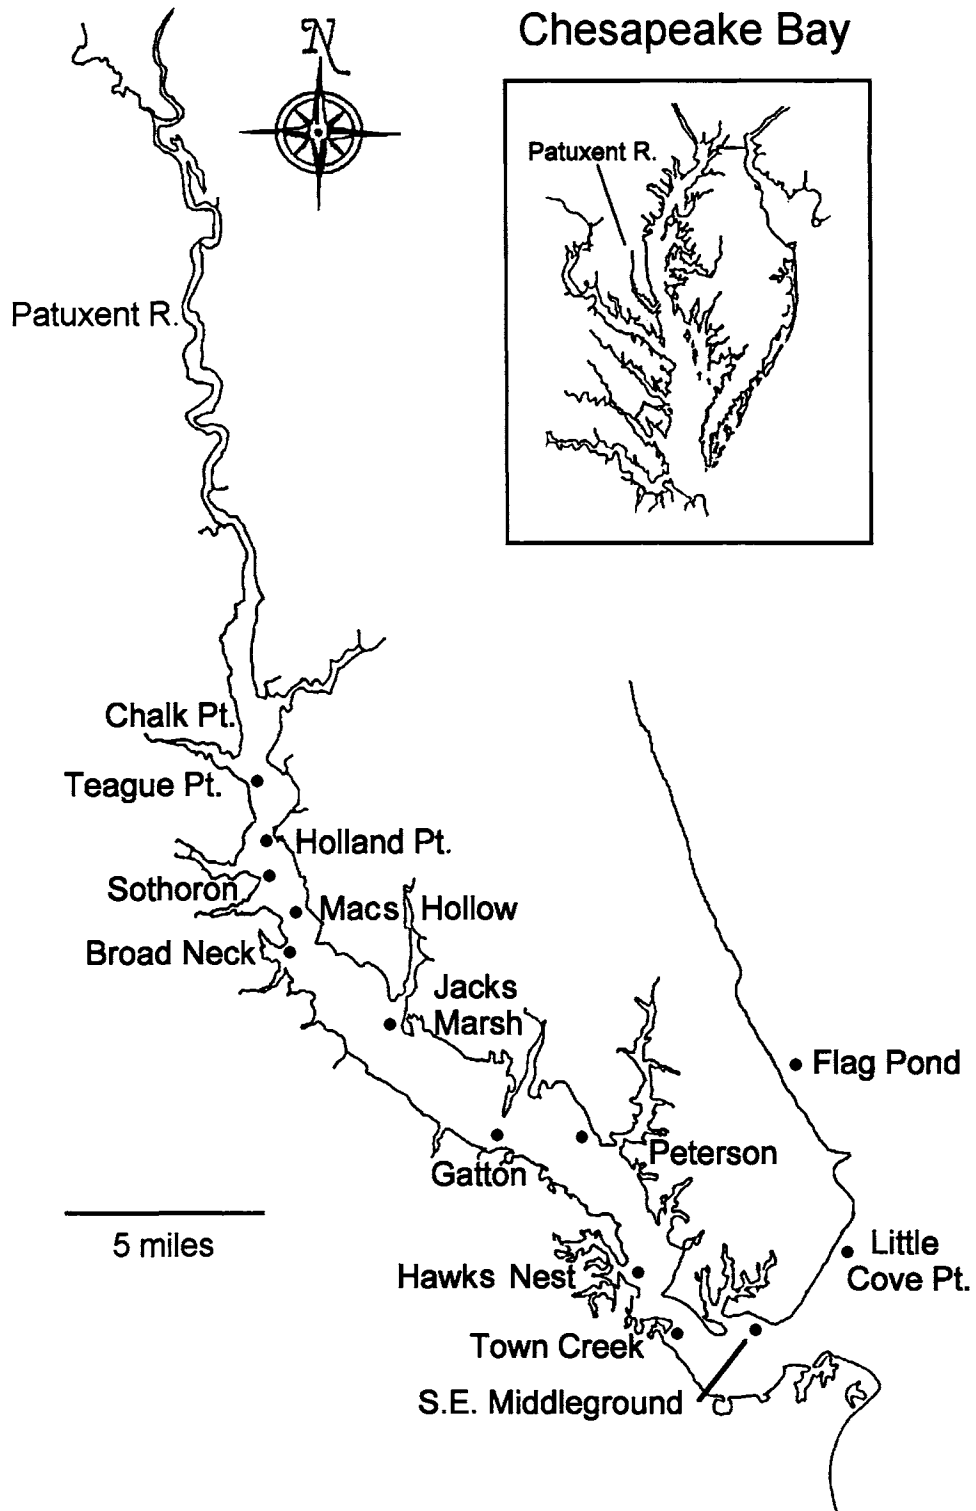 N
Chesapeake Bay
Patuxent R.
Patuxent R.
Chalk Pt.
Teague Pt.
Holland Pt.
Sothoron
Macs Hollow
Broad Neck
Jacks
Marsh
Flag Pond
Peterson
Gatton
5 miles
Little
Cove Pt.
Hawks Nest
Town Creek
S.E. Middleground